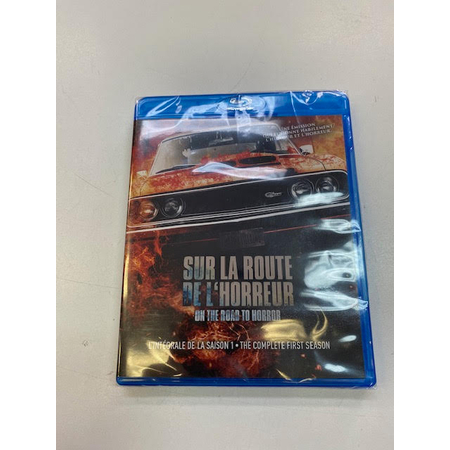 SUR LA ROUTE
DE L'HORREUR
ON THE ROAD TO HORROR
L'INTÉGRALE DE LA SAISON 1 • THE COMPLETE FIRST SEASON